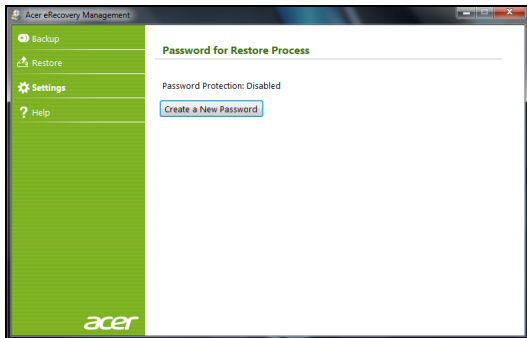 Acer eRecovery Management
Backup
Restore
Settings
? Help
Password for Restore Process
Password Protection: Disabled
Create a New Password
acer